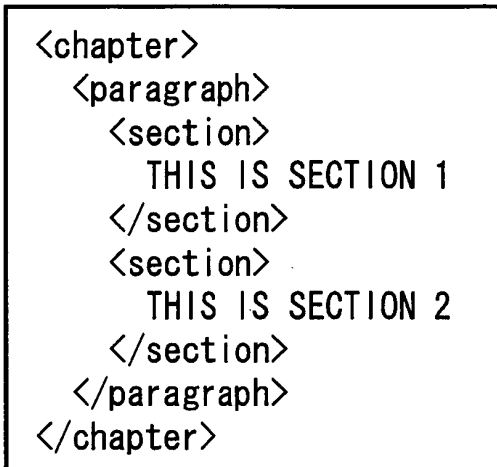 <chapter>
  <paragraph>
    <section>
      THIS IS SECTION 1
    </section>
    <section>
      THIS IS SECTION 2
    </section>
  </paragraph>
</chapter>